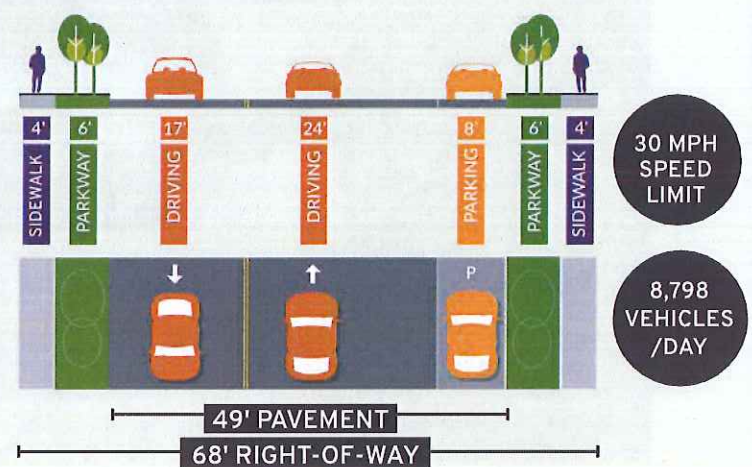 4' 6' 17' 24' 8' 6' 4'
SIDEWALK PARKWAY DRIVING DRIVING PARKING PARKWAY SIDEWALK
30 MPH
SPEED
LIMIT
P
8,798
VEHICLES
/DAY
49' PAVEMENT
68' RIGHT-OF-WAY